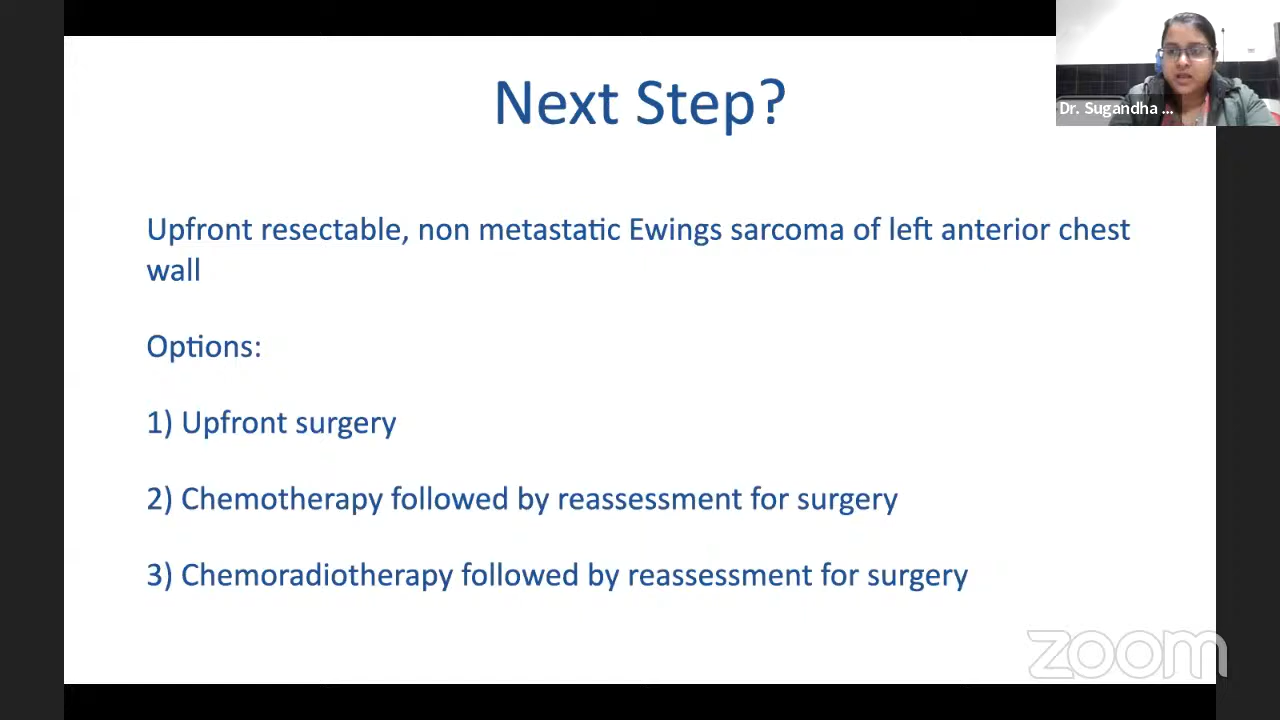 Dr. Sugandha ...
Next Step?
Upfront resectable, non metastatic Ewings sarcoma of left anterior chest
wall
Options:
1) Upfront surgery
2) Chemotherapy followed by reassessment for surgery
3) Chemoradiotherapy followed by reassessment for surgery
zoom